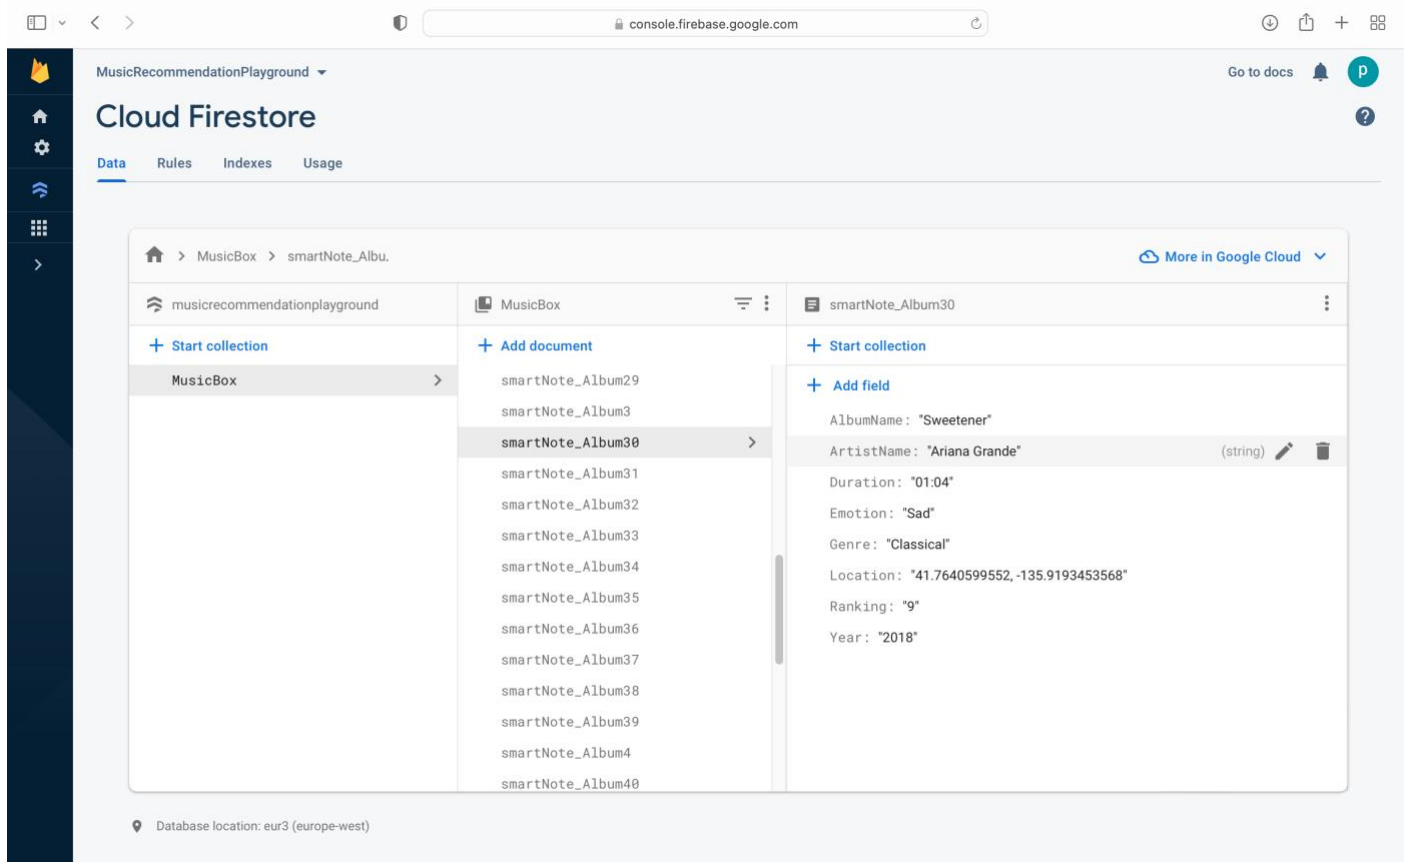 console.firebase.google.com
MusicRecommendationPlayground
Go to docs
p
Cloud Firestore
?
Data Rules Indexes Usage
MusicBox > smartNote_Albu.
More in Google Cloud
musicrecommendationplayground
+ Start collection
MusicBox
MusicBox
+ Add document
smartNote_Album29
smartNote_Album3
smartNote_Album30
smartNote_Album31
smartNote_Album32
smartNote_Album33
smartNote_Album34
smartNote_Album35
smartNote_Album36
smartNote_Album37
smartNote_Album38
smartNote_Album39
smartNote_Album4
smartNote_Album40
smartNote_Album30
+ Start collection
+ Add field
AlbumName: "Sweetener"
ArtistName: "Ariana Grande" (string)
Duration: "01:04"
Emotion: "Sad"
Genre: "Classical"
Location: "41.7640599552, -135.9193453568"
Ranking: "9"
Year: "2018"
Database location: eur3 (europe-west)